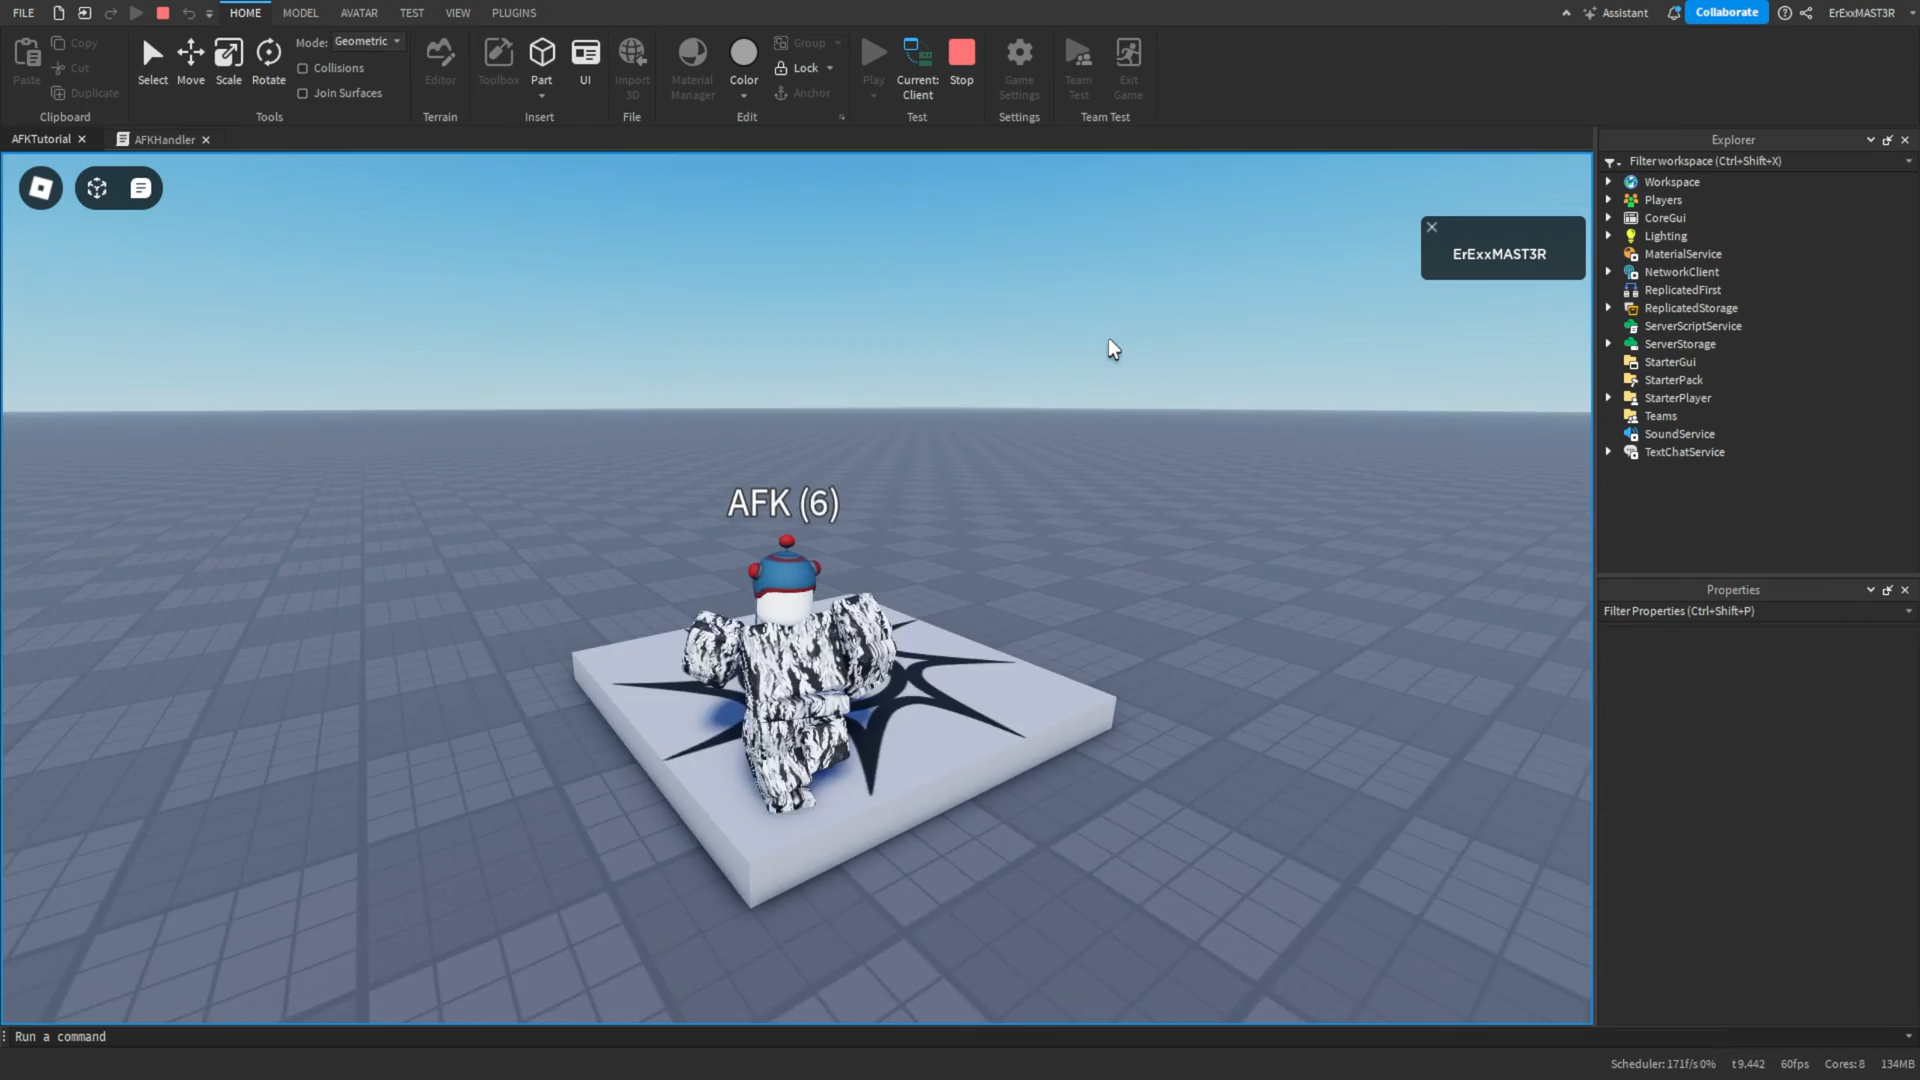 FILE HOME MODEL AVATAR TEST VIEW PLUGINS Assistant Collaborate ErExxMAST3R
Paste Copy Cut Duplicate
Clipboard
Select Move Scale Rotate
Mode: Geometric
Collisions
Join Surfaces
Tools
Editor
Terrain
Toolbox Part UI
Insert
Import 3D
File
Material Manager
Color
Group
Lock
Anchor
Edit
Play
Current: Client
Stop
Test
Game Settings
Settings
Team Test
Exit Game
Team Test
AFKTutorial
AFKHandler
ErExxMAST3R
AFK (6)
Explorer
Filter workspace (Ctrl+Shift+X)
Workspace
Players
CoreGui
Lighting
MaterialService
NetworkClient
ReplicatedFirst
ReplicatedStorage
ServerScriptService
ServerStorage
StarterGui
StarterPack
StarterPlayer
Teams
SoundService
TextChatService
Properties
Filter Properties (Ctrl+Shift+P)
Run a command
Scheduler: 171f/s 0% t 9.442 60fps Cores: 8 134MB